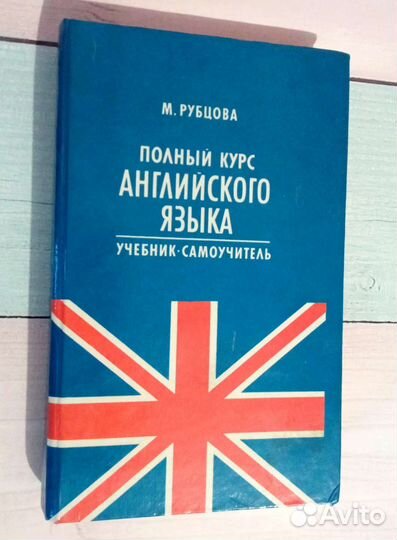 М. РУБЦОВА
ПОЛНЫЙ КУРС
АНГЛИЙСКОГО
ЯЗЫКА
УЧЕБНИК·САМОУЧИТЕЛЬ
Avito